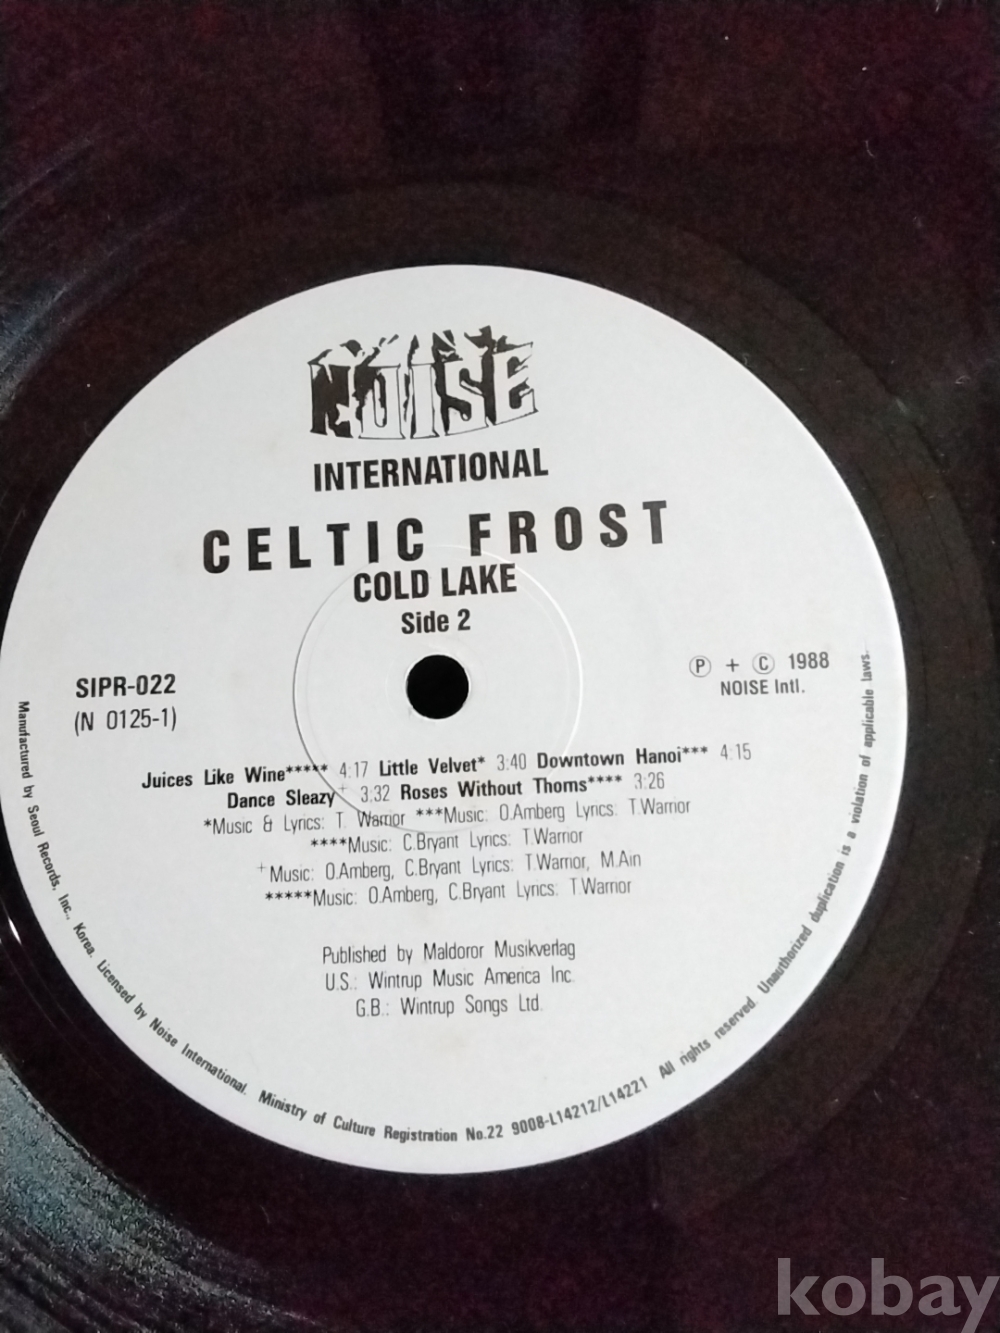 NOISE
INTERNATIONAL
CELTIC FROST
COLD LAKE
Side 2
SIPR-022
(N 0125-1)
Ⓟ + Ⓒ 1988
NOISE Intl.
Juices Like Wine***** 4:17 Little Velvet* 3:40 Downtown Hanoi*** 4:15
Dance Sleazy+ 3:32 Roses Without Thoms**** 3:26
*Music & Lyrics: T. Warrior ***Music: O.Amberg Lyrics: T.Warrior
****Music: C.Bryant Lyrics: T.Warrior
+Music: O.Amberg, C.Bryant Lyrics: T.Warrior, M.Ain
*****Music: O.Amberg, C.Bryant Lyrics: T.Warrior
Published by Maldoror Musikverlag
U.S.: Wintrup Music America Inc.
G.B.: Wintrup Songs Ltd.
Manufactured by Seoul Records, Inc., Korea. Licensed by Noise International. Ministry of Culture Registration No.22 9008-L14212/L14221 All rights reserved. Unauthorized duplication is a violation of applicable laws.
kobay